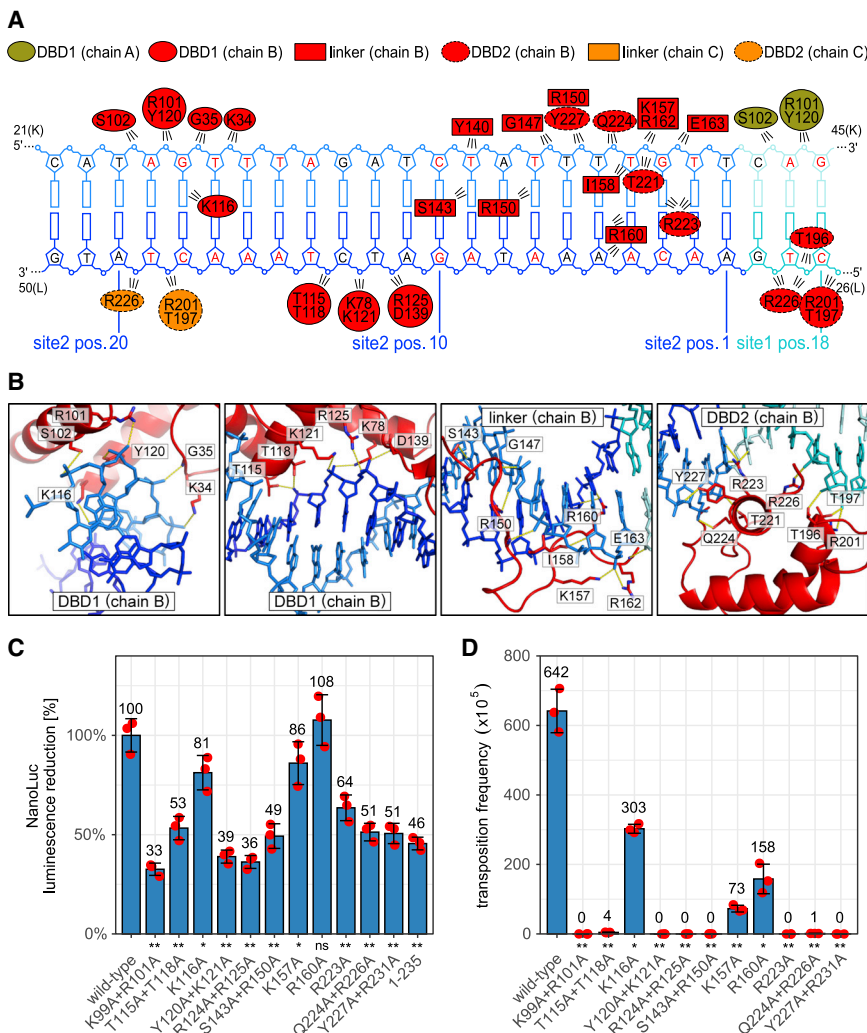 A
DBD1 (chain A) DBD1 (chain B) linker (chain B) DBD2 (chain B) linker (chain C) DBD2 (chain C)
S102 R101 Y120 G35 K34 Y140 G147 R150 Y227 Q224 K157 R162 E163 S102 R101 Y120
21(K) 45(K)
5' 3'
C A T A G T T T A G A T C T A T T T T G T T C A G
K116 S143 R150 I158 T221
R160 R223 T196
G T A T C A A A T C T A G A T A A A A C A A G T C
3' 5'
50(L) 26(L)
R226 R201 T197 T115 T118 K78 K121 R125 D139 R226 R201 T197
site2 pos.20 site2 pos.10 site2 pos.1 site1 pos.18
B
R101
S102
Y120
G35
K116
K34
DBD1 (chain B)
R125
K121 K78
T118 D139
T115
DBD1 (chain B)
linker (chain B)
S143
G147
R150 R160
E163
I158
K157
R162
DBD2 (chain B)
Y227
R223
R226
T197
Q224 T221 T196
R201
C
NanoLuc
luminescence reduction [%]
100%
50%
0%
100 33 53 81 39 36 49 86 108 64 51 51 46
** ** * ** ** ** * ns ** ** ** **
wild-type
K99A+R101A
T115A+T118A
K116A
Y120A+K121A
R124A+R125A
S143A+R150A
K157A
R160A
R223A
Q224A+R226A
Y227A+R231A
1-235
D
transposition frequency (x10⁵)
800
600
400
200
0
642 0 4 303 0 0 0 73 158 0 1 0
** ** * ** ** ** ** * ** ** **
wild-type
K99A+R101A
T115A+T118A
K116A
Y120A+K121A
R124A+R125A
S143A+R150A
K157A
R160A
R223A
Q224A+R226A
Y227A+R231A